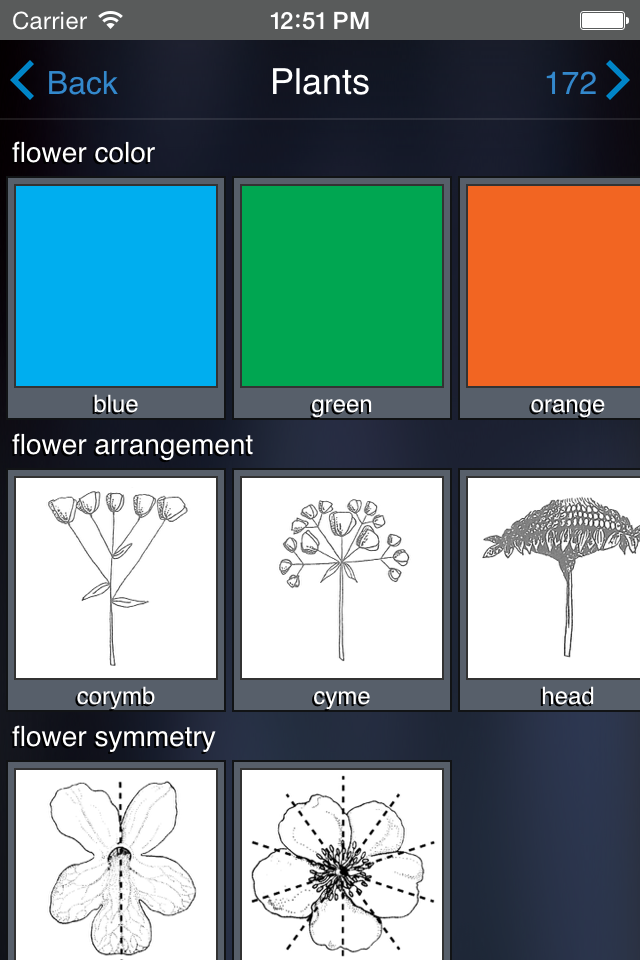 Carrier 12:51 PM
Back Plants 172
flower color
blue green orange
flower arrangement
corymb cyme head
flower symmetry